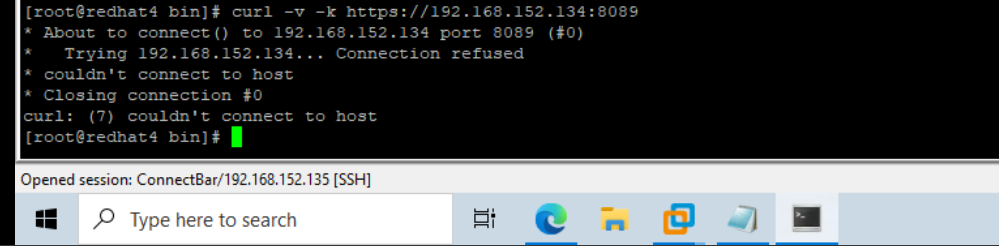 [root@redhat4 bin]# curl -v -k https://192.168.152.134:8089
* About to connect() to 192.168.152.134 port 8089 (#0)
*   Trying 192.168.152.134... Connection refused
* couldn't connect to host
* Closing connection #0
curl: (7) couldn't connect to host
[root@redhat4 bin]#
Opened session: ConnectBar/192.168.152.135 [SSH]
Type here to search